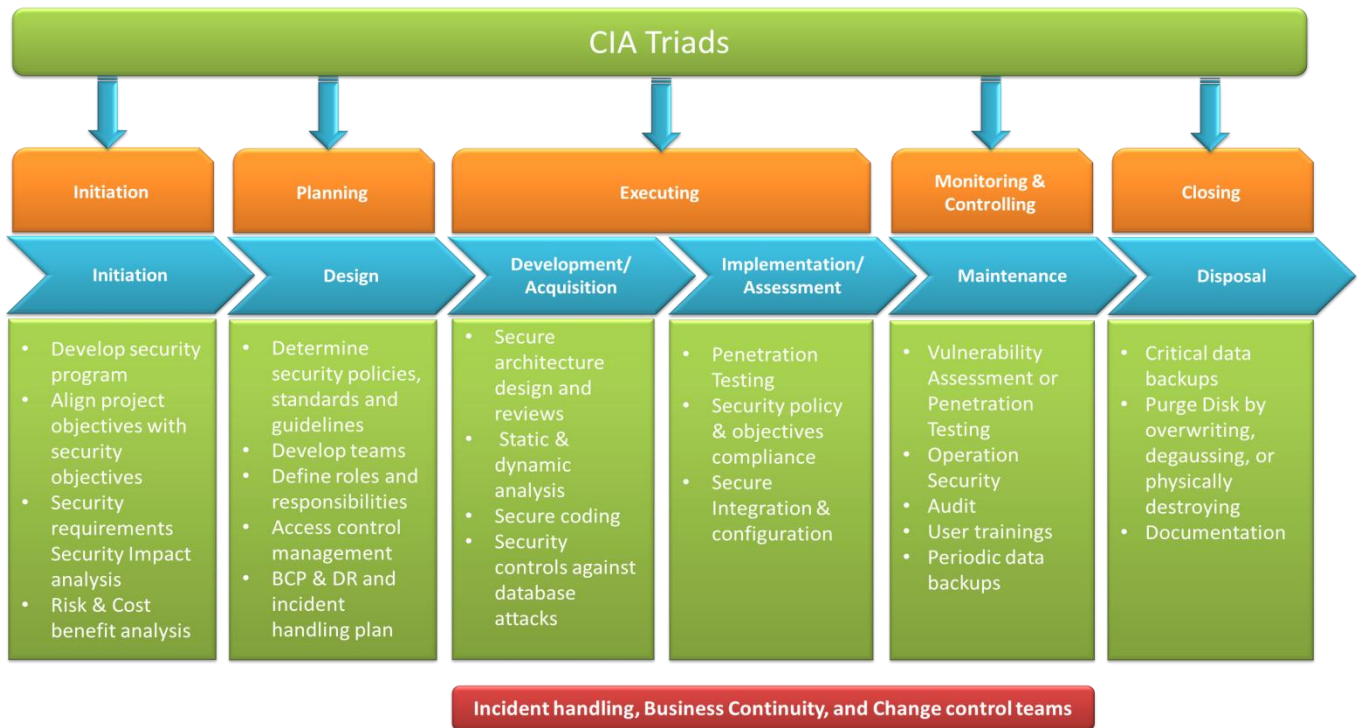 CIA Triads
Initiation
Planning
Executing
Monitoring &
Controlling
Closing
Initiation
Design
Development/
Acquisition
Implementation/
Assessment
Maintenance
Disposal
• Develop security
program
• Align project
objectives with
security
objectives
• Security
requirements
Security Impact
analysis
• Risk & Cost
benefit analysis
• Determine
security policies,
standards and
guidelines
• Develop teams
• Define roles and
responsibilities
• Access control
management
• BCP & DR and
incident
handling plan
• Secure
architecture
design and
reviews
• Static &
dynamic
analysis
• Secure coding
• Security
controls against
database
attacks
• Penetration
Testing
• Security policy
& objectives
compliance
• Secure
Integration &
configuration
• Vulnerability
Assessment or
Penetration
Testing
• Operation
Security
• Audit
• User trainings
• Periodic data
backups
• Critical data
backups
• Purge Disk by
overwriting,
degaussing, or
physically
destroying
• Documentation
Incident handling, Business Continuity, and Change control teams